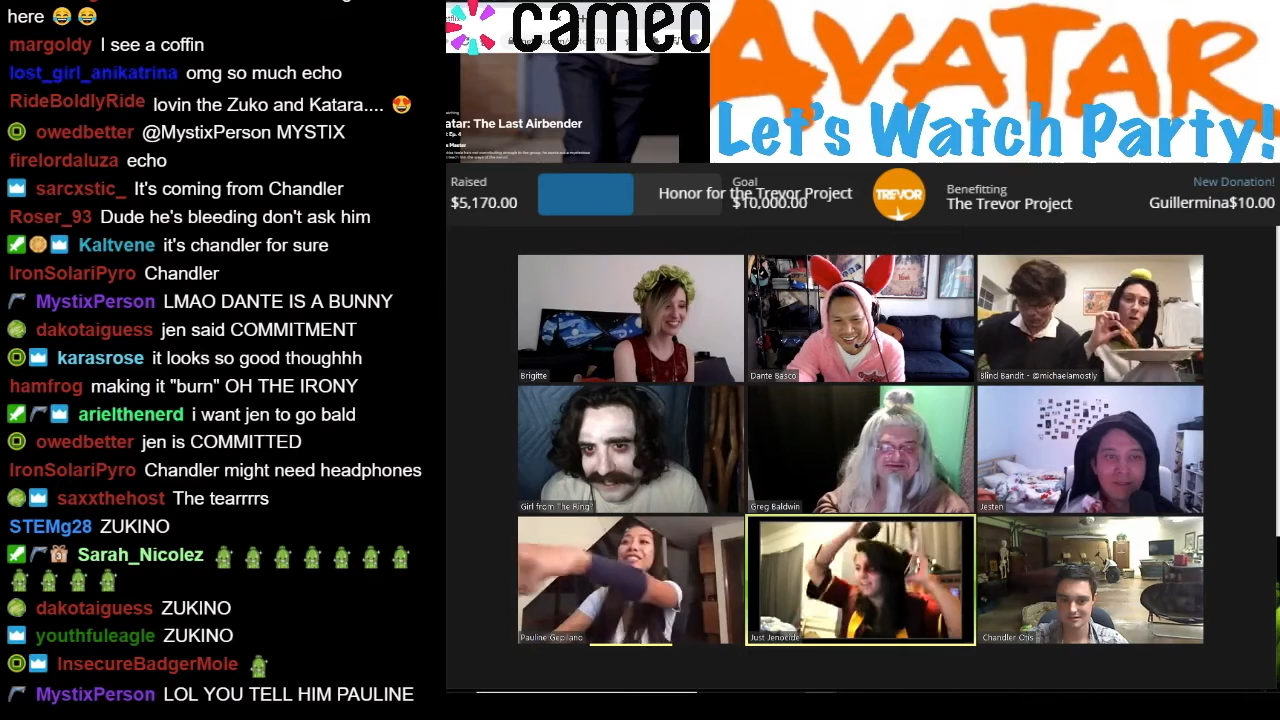 here 😂 😂
margoldy I see a coffin
lost_girl_anikatrina omg so much echo
RideBoldlyRide lovin the Zuko and Katara.... 😍
owedbetter @MystixPerson MYSTIX
firelordaluza echo
sarcxstic_ It's coming from Chandler
Roser_93 Dude he's bleeding don't ask him
Kaltvene it's chandler for sure
IronSolariPyro Chandler
MystixPerson LMAO DANTE IS A BUNNY
dakotaiguess jen said COMMITMENT
karasrose it looks so good thoughhh
hamfrog making it "burn" OH THE IRONY
arielthenerd i want jen to go bald
owedbetter jen is COMMITTED
IronSolariPyro Chandler might need headphones
saxxthehost The tearrrrs
STEMg28 ZUKINO
Sarah_Nicolez
dakotaiguess ZUKINO
youthfuleagle ZUKINO
InsecureBadgerMole
MystixPerson LOL YOU TELL HIM PAULINE
cameo
AVATAR
Let's Watch Party!
atar: The Last Airbender
Raised
$5,170.00
Honor for the Trevor Project
Goal
$10,000.00
TREVOR
Benefitting
The Trevor Project
New Donation!
Guillermina$10.00
Brigitte
Dante Basco
Blind Bandit - @michaelamostly
Girl from The Ring?
Greg Baldwin
Jesten
Pauline Gepilano
Just Jenocide
Chandler Otis